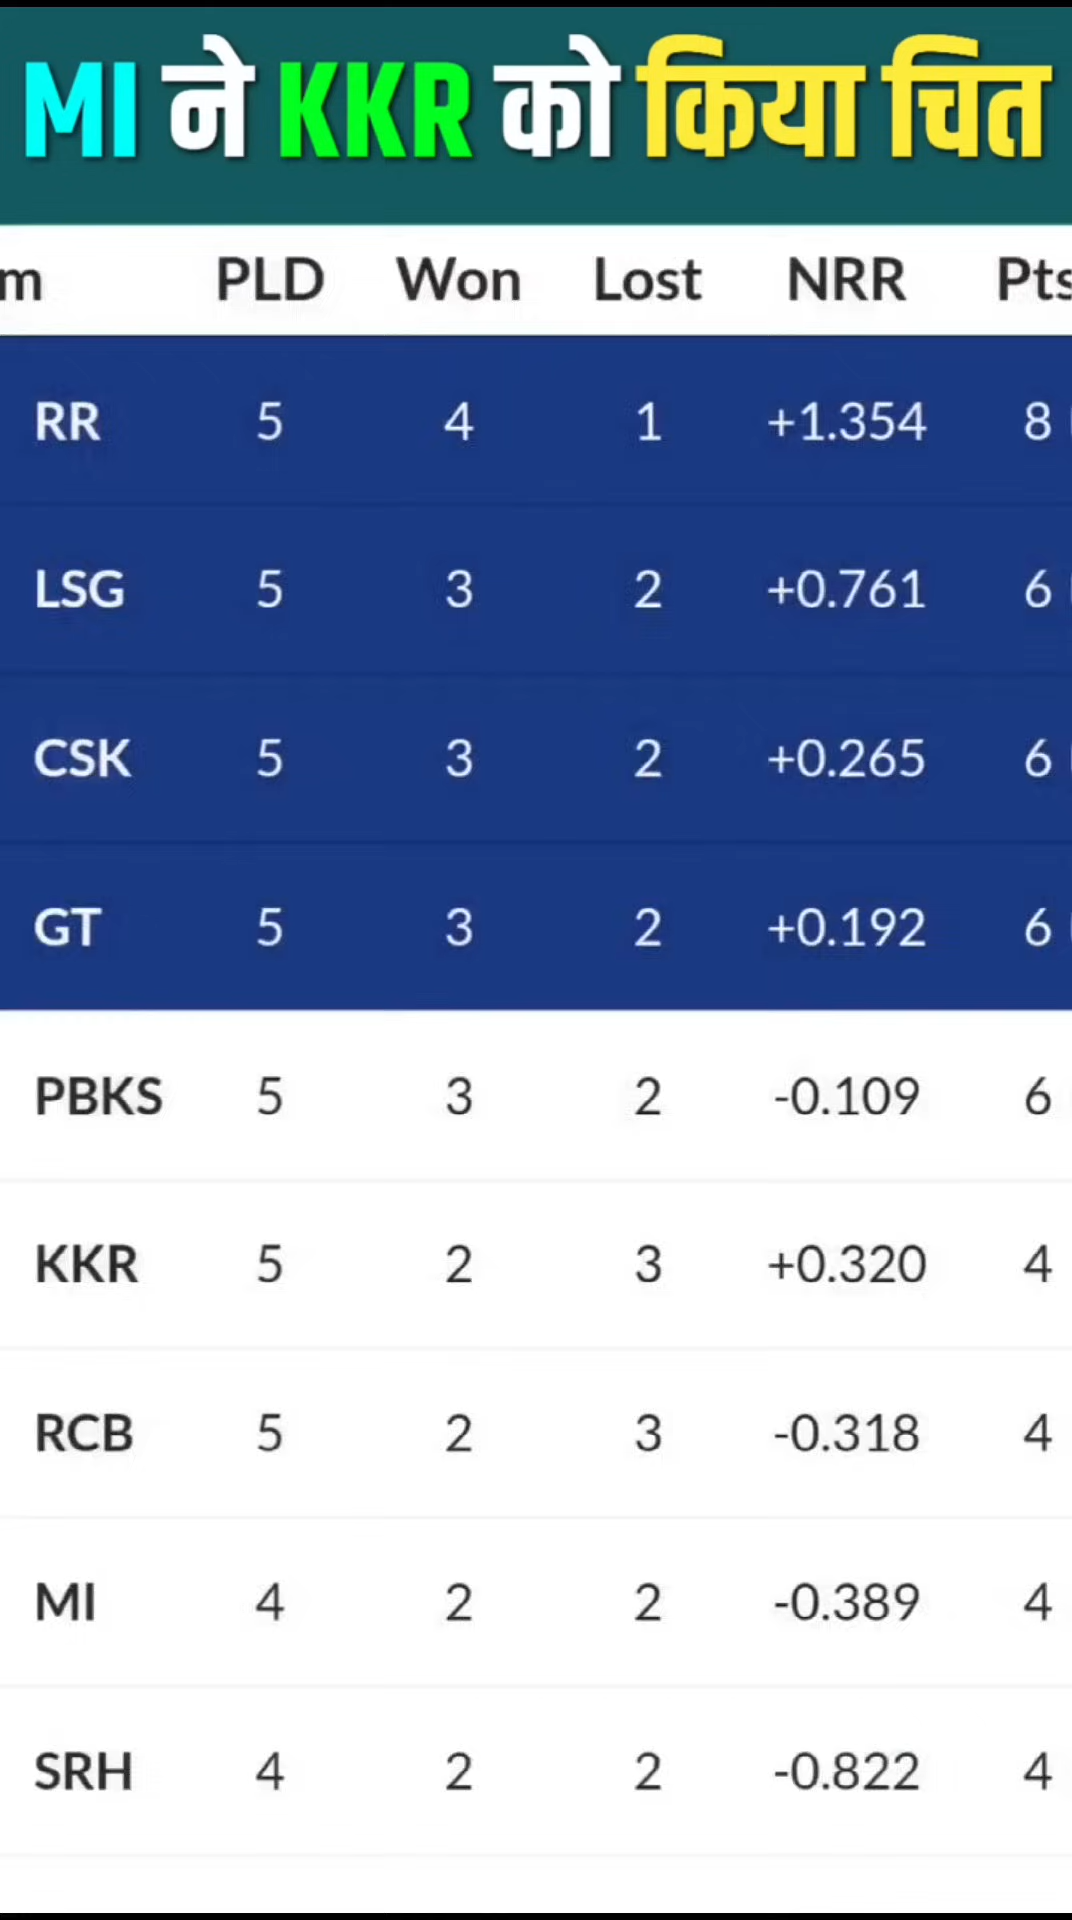 MI ने KKR को किया चित
m PLD Won Lost NRR Pts
RR 5 4 1 +1.354 8
LSG 5 3 2 +0.761 6
CSK 5 3 2 +0.265 6
GT 5 3 2 +0.192 6
PBKS 5 3 2 -0.109 6
KKR 5 2 3 +0.320 4
RCB 5 2 3 -0.318 4
MI 4 2 2 -0.389 4
SRH 4 2 2 -0.822 4